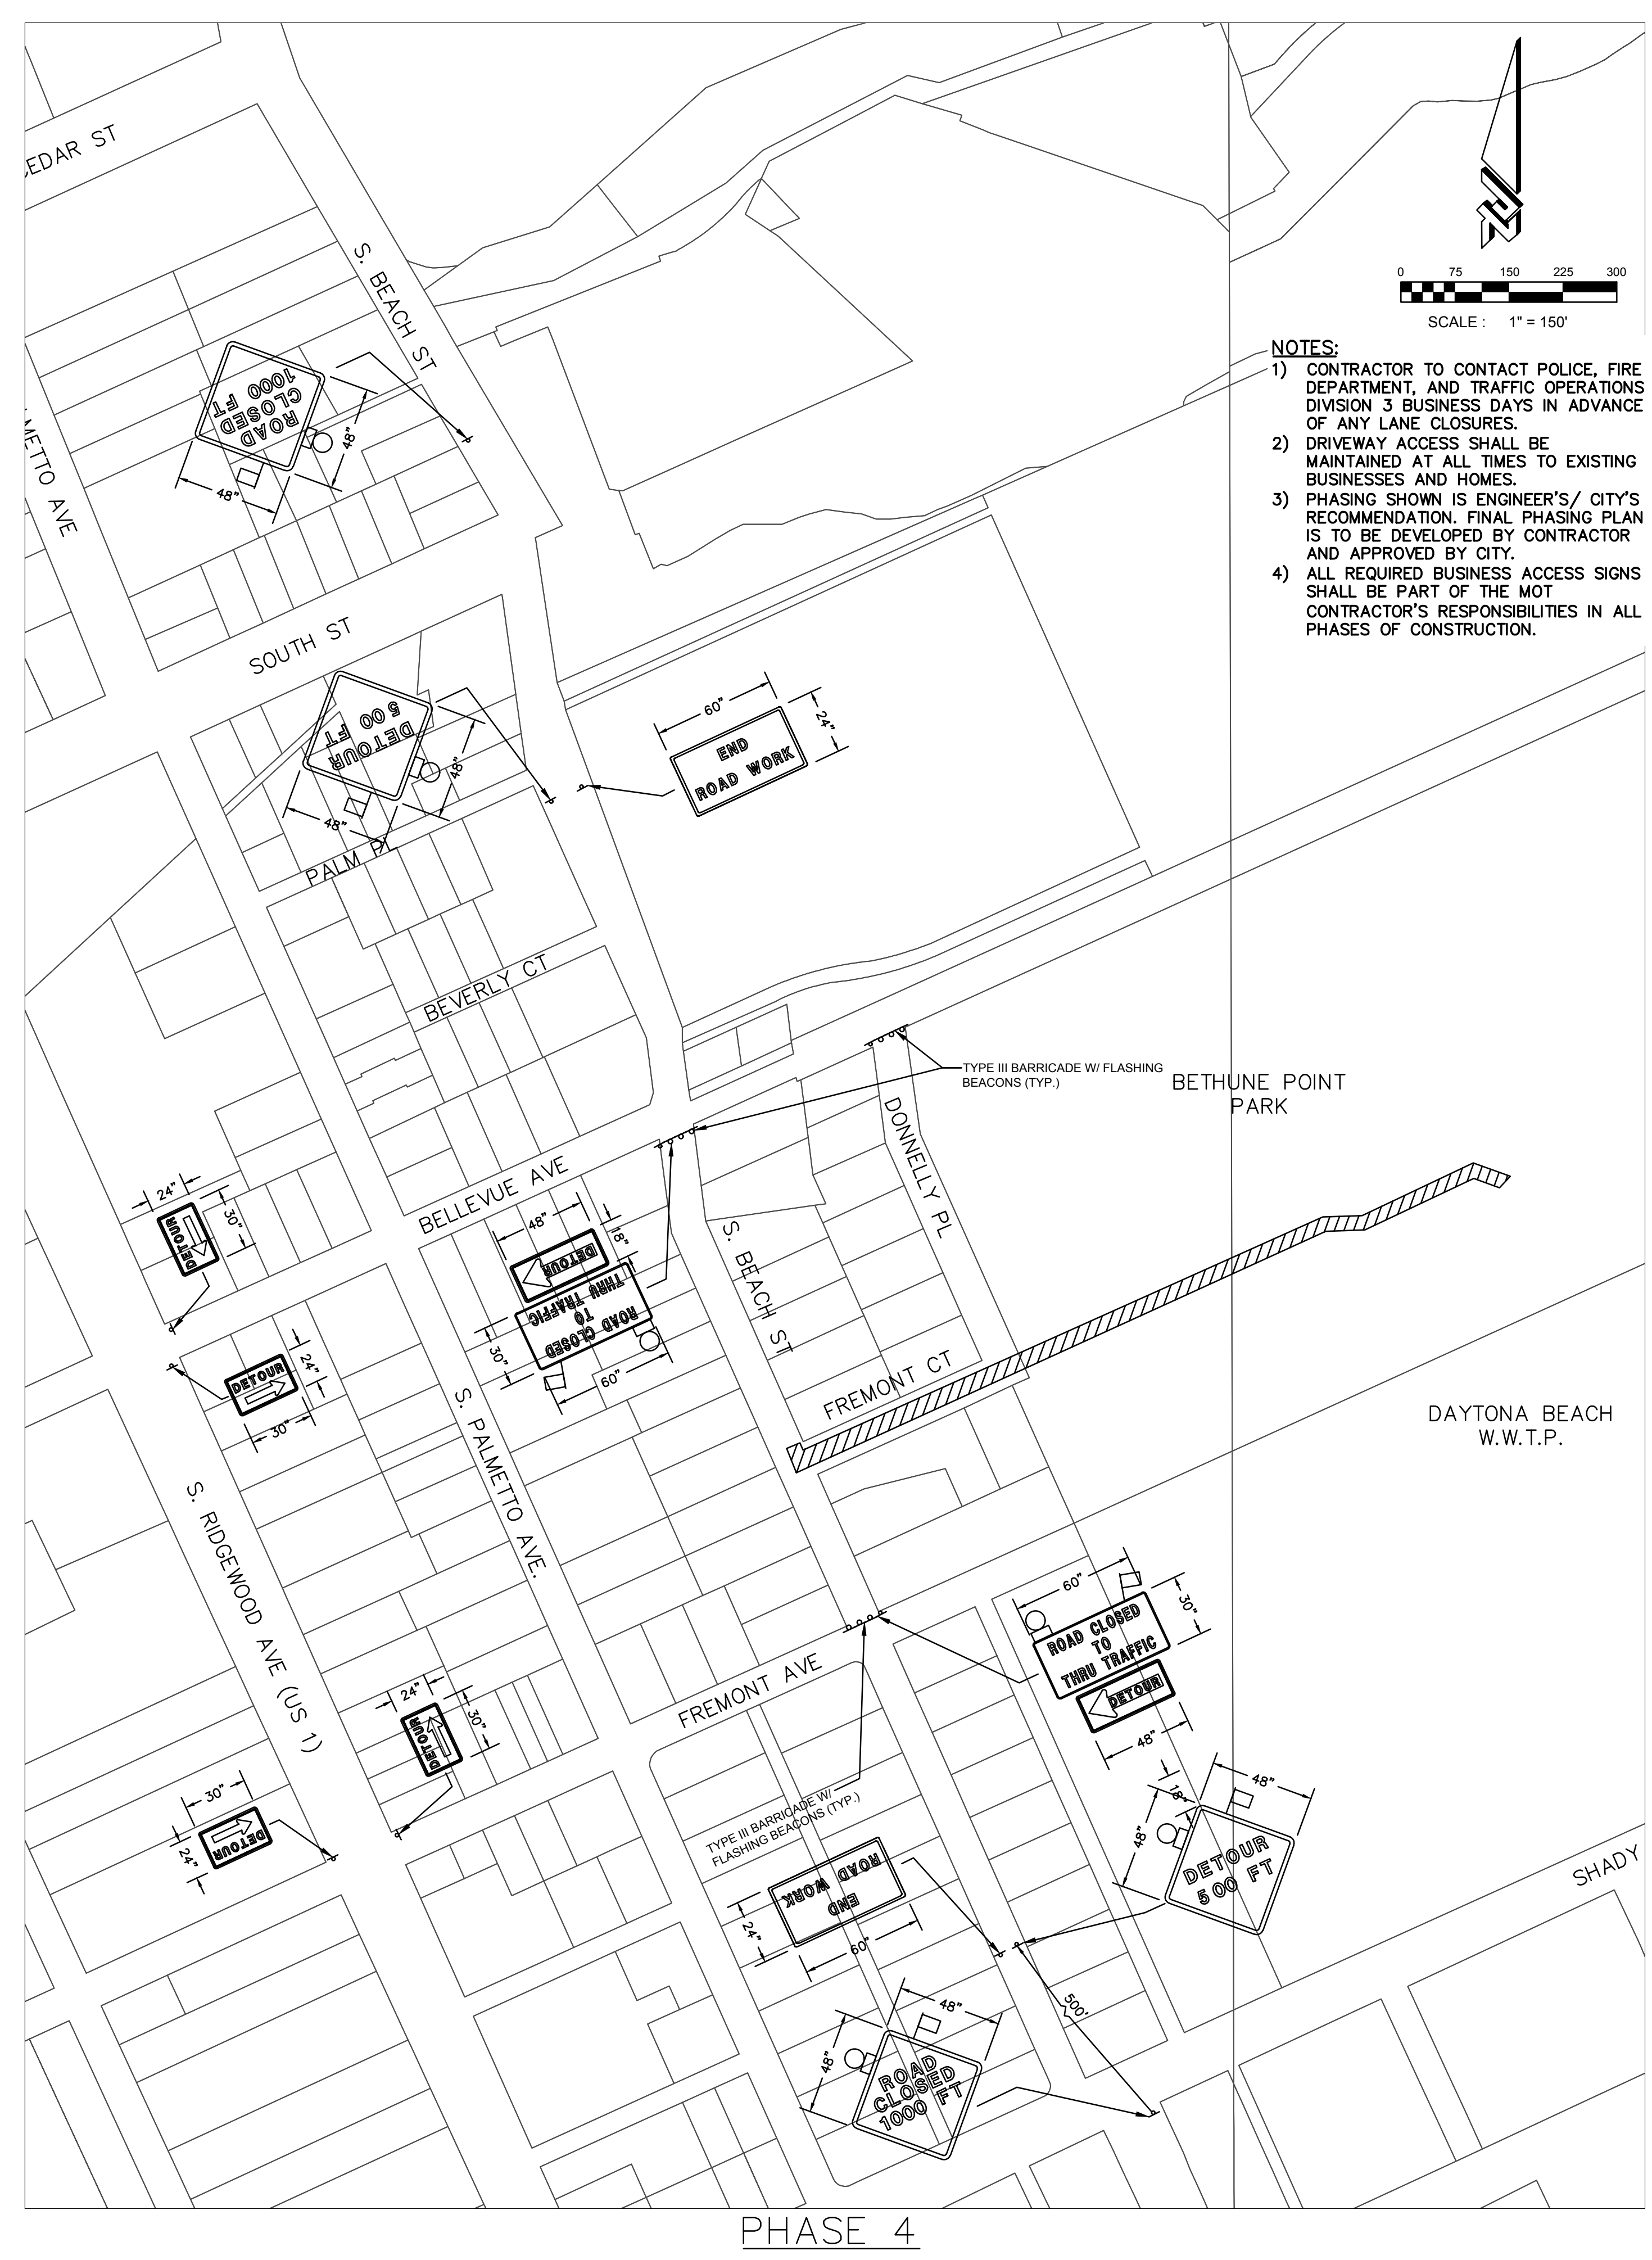 CEDAR ST
S. BEACH ST
0 75 150 225 300
SCALE : 1" = 150'
NOTES:
1) CONTRACTOR TO CONTACT POLICE, FIRE
DEPARTMENT, AND TRAFFIC OPERATIONS
DIVISION 3 BUSINESS DAYS IN ADVANCE
OF ANY LANE CLOSURES.
2) DRIVEWAY ACCESS SHALL BE
MAINTAINED AT ALL TIMES TO EXISTING
BUSINESSES AND HOMES.
3) PHASING SHOWN IS ENGINEER'S/ CITY'S
RECOMMENDATION. FINAL PHASING PLAN
IS TO BE DEVELOPED BY CONTRACTOR
AND APPROVED BY CITY.
4) ALL REQUIRED BUSINESS ACCESS SIGNS
SHALL BE PART OF THE MOT
CONTRACTOR'S RESPONSIBILITIES IN ALL
PHASES OF CONSTRUCTION.
LMETTO AVE
ROAD
CLOSED
1000 FT
48"
48"
SOUTH ST
DETOUR
500 FT
48"
48"
60"
24"
END
ROAD WORK
PALM PL
BEVERLY CT
TYPE III BARRICADE W/ FLASHING
BEACONS (TYP.)
BETHUNE POINT
PARK
DONNELLY PL
BELLEVUE AVE
24"
30"
DETOUR
48"
18"
DETOUR
ROAD CLOSED
TO
THRU TRAFFIC
30"
60"
S. BEACH ST
DETOUR
24"
30"
FREMONT CT
DAYTONA BEACH
W.W.T.P.
S. PALMETTO AVE.
S. RIDGEWOOD AVE (US 1)
60"
30"
ROAD CLOSED
TO
THRU TRAFFIC
DETOUR
48"
18"
FREMONT AVE
24"
30"
DETOUR
30"
24"
DETOUR
TYPE III BARRICADE W/
FLASHING BEACONS (TYP.)
48"
48"
DETOUR
500 FT
SHADY
END
ROAD WORK
24"
60"
500'
48"
48"
ROAD
CLOSED
1000 FT
PHASE 4